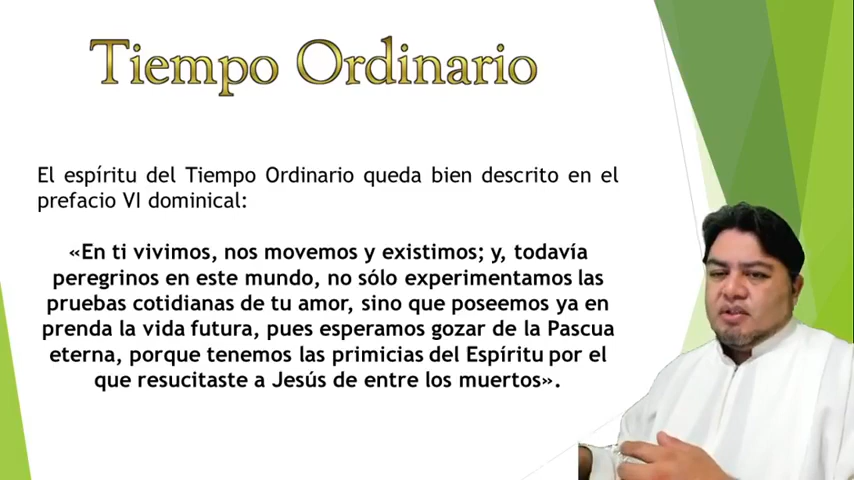 Tiempo Ordinario
El espíritu del Tiempo Ordinario queda bien descrito en el
prefacio VI dominical:
«En ti vivimos, nos movemos y existimos; y, todavía
peregrinos en este mundo, no sólo experimentamos las
pruebas cotidianas de tu amor, sino que poseemos ya en
prenda la vida futura, pues esperamos gozar de la Pascua
eterna, porque tenemos las primicias del Espíritu por el
que resucitaste a Jesús de entre los muertos».